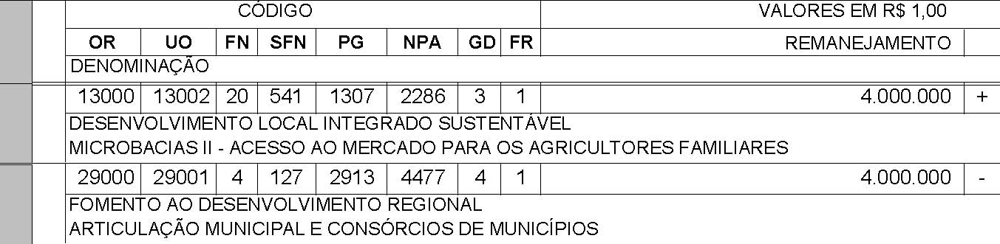 CÓDIGO VALORES EM R$ 1,00
OR UO FN SFN PG NPA GD FR REMANEJAMENTO
DENOMINAÇÃO
13000 13002 20 541 1307 2286 3 1 4.000.000 +
DESENVOLVIMENTO LOCAL INTEGRADO SUSTENTÁVEL
MICROBACIAS II - ACESSO AO MERCADO PARA OS AGRICULTORES FAMILIARES
29000 29001 4 127 2913 4477 4 1 4.000.000 -
FOMENTO AO DESENVOLVIMENTO REGIONAL
ARTICULAÇÃO MUNICIPAL E CONSÓRCIOS DE MUNICÍPIOS